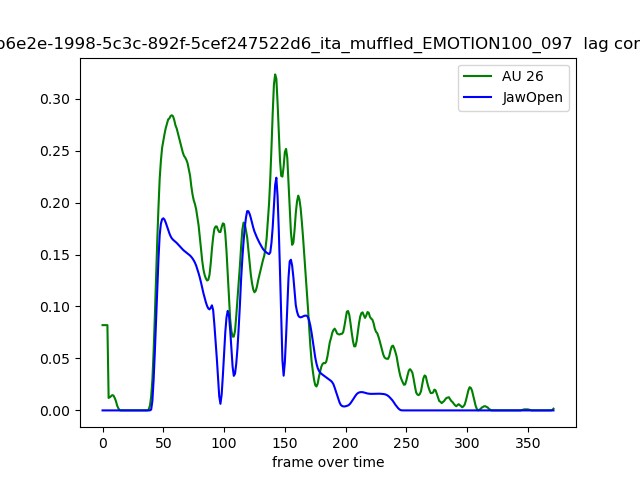 b6e2e-1998-5c3c-892f-5cef247522d6_ita_muffled_EMOTION100_097 lag cor
AU 26
JawOpen
0.30
0.25
0.20
0.15
0.10
0.05
0.00
0 50 100 150 200 250 300 350
frame over time